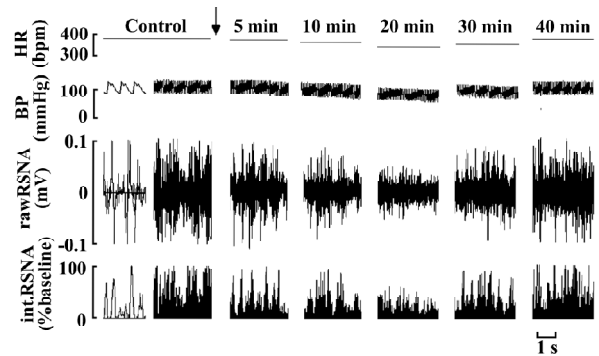 Control
5 min
10 min
20 min
30 min
40 min
HR
(bpm)
400
300
BP
(mmHg)
100
0
rawRSNA
(mV)
0.1
0
-0.1
int.RSNA
(%baseline)
100
0
1 s